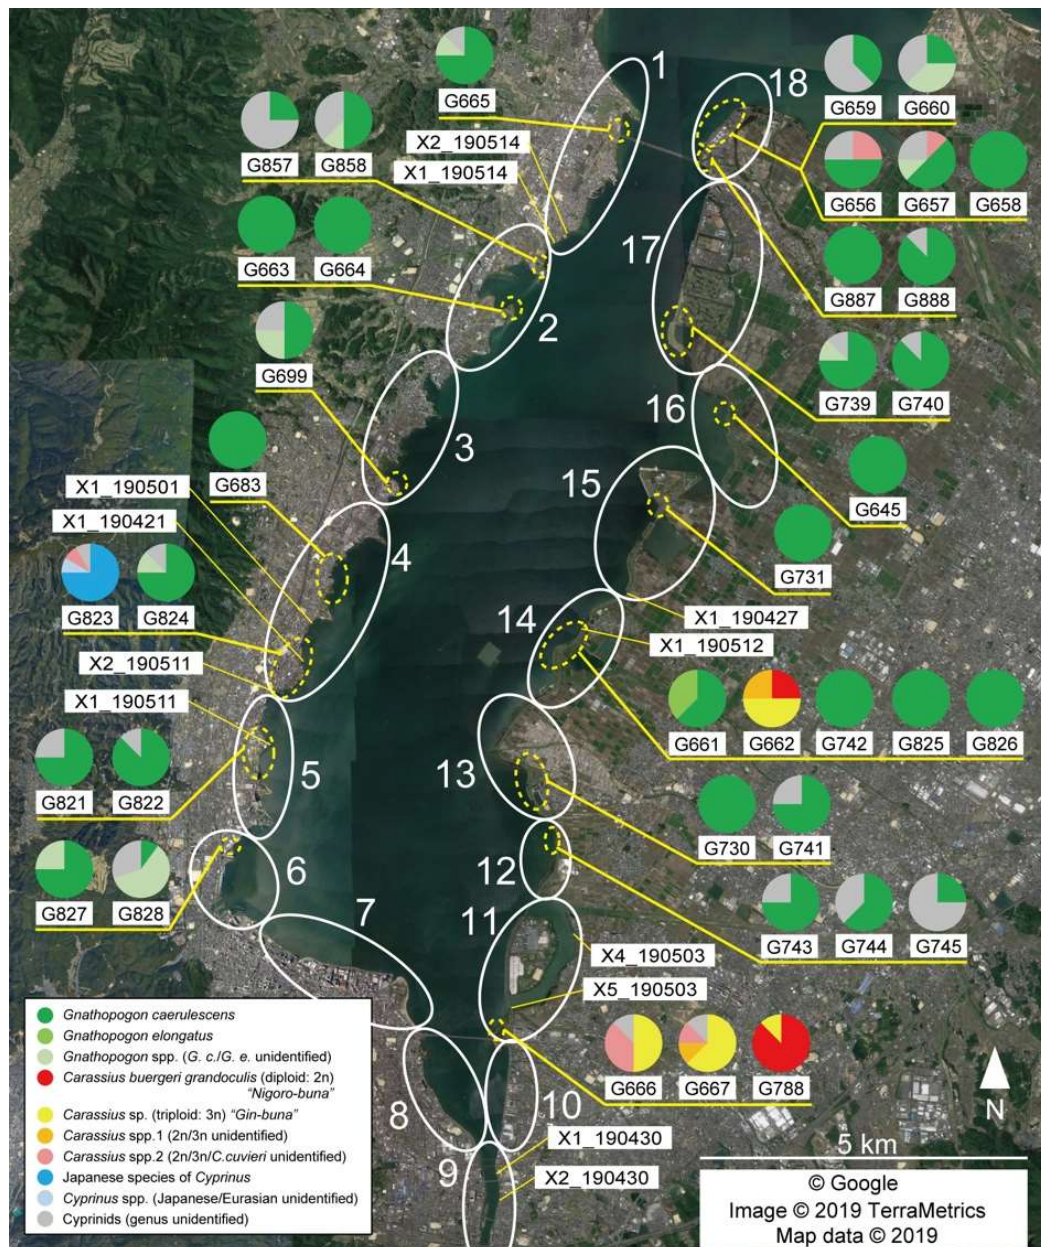 1
18
G665
G659
G660
X2_190514
X1_190514
G857
G858
G656
G657
G658
17
G663
G664
G887
G888
2
G699
G739
G740
16
3
G683
15
G645
X1_190501
X1_190421
4
G731
G823
G824
14
X1_190427
X1_190512
X2_190511
X1_190511
G661
G662
G742
G825
G826
5
13
G821
G822
G730
G741
6
12
G827
G828
7
11
G743
G744
G745
X4_190503
X5_190503
Gnathopogon caerulescens
Gnathopogon elongatus
Gnathopogon spp. (G. c./G. e. unidentified)
Carassius buergeri grandoculis (diploid: 2n)
“Nigoro-buna”
Carassius sp. (triploid: 3n) “Gin-buna”
Carassius spp.1 (2n/3n unidentified)
Carassius spp.2 (2n/3n/C.cuvieri unidentified)
Japanese species of Cyprinus
Cyprinus spp. (Japanese/Eurasian unidentified)
Cyprinids (genus unidentified)
G666
G667
G788
8
10
N
9
X1_190430
X2_190430
5 km
© Google
Image © 2019 TerraMetrics
Map data © 2019